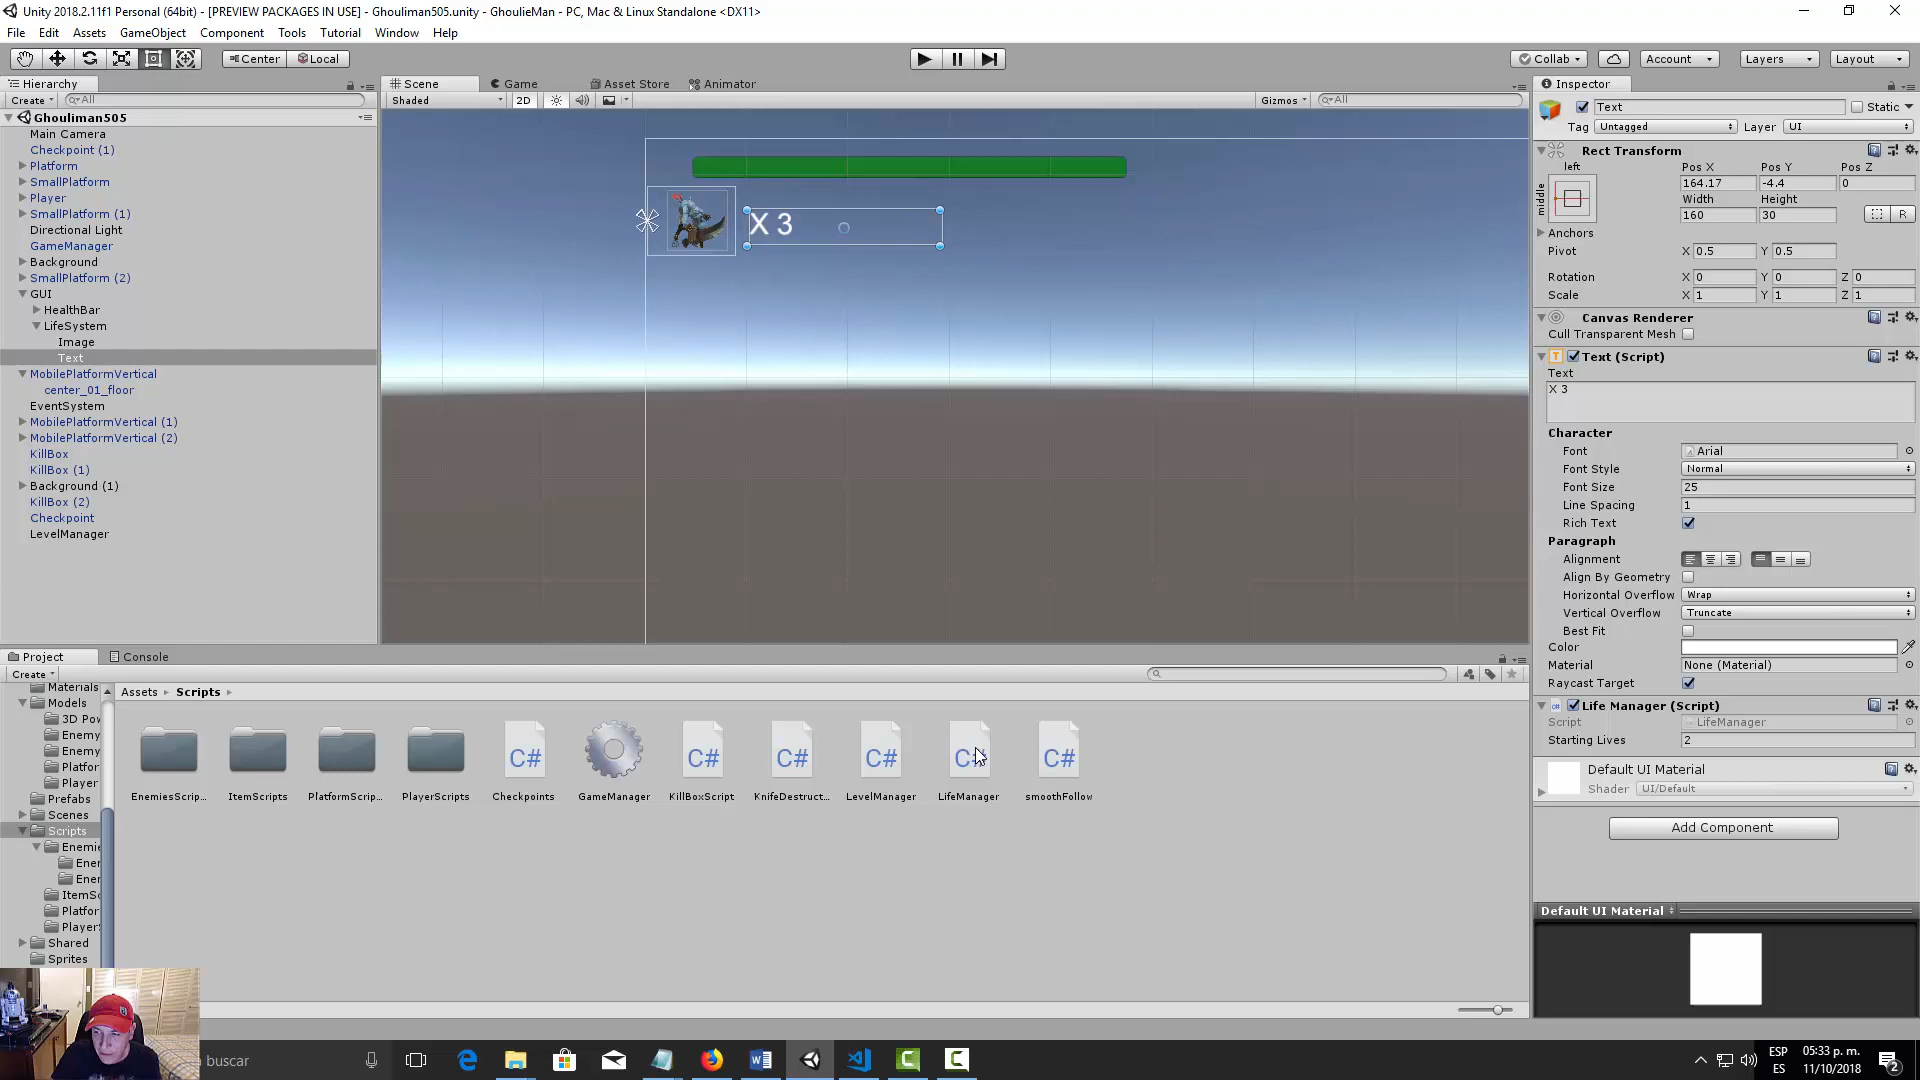 Unity 2018.2.11f1 Personal (64bit) - [PREVIEW PACKAGES IN USE] - Ghouliman505.unity - GhoulieMan - PC, Mac & Linux Standalone <DX11>
File Edit Assets GameObject Component Tools Tutorial Window Help
Center Local Collab Account Layers Layout
Hierarchy
Create All
Ghouliman505
Main Camera
Checkpoint (1)
Platform
SmallPlatform
Player
SmallPlatform (1)
Directional Light
GameManager
Background
SmallPlatform (2)
GUI
HealthBar
LifeSystem
Image
Text
MobilePlatformVertical
center_01_floor
EventSystem
MobilePlatformVertical (1)
MobilePlatformVertical (2)
KillBox
KillBox (1)
Background (1)
KillBox (2)
Checkpoint
LevelManager
Scene Game Asset Store Animator
Shaded 2D Gizmos All
X 3
Inspector
Text Static
Tag Untagged Layer UI
Rect Transform
left
middle
Pos X Pos Y Pos Z
164.17 -4.4 0
Width Height
160 30 R
Anchors
Pivot X 0.5 Y 0.5
Rotation X 0 Y 0 Z 0
Scale X 1 Y 1 Z 1
Canvas Renderer
Cull Transparent Mesh
Text (Script)
Text
X 3
Character
Font Arial
Font Style Normal
Font Size 25
Line Spacing 1
Rich Text
Paragraph
Alignment
Align By Geometry
Horizontal Overflow Wrap
Vertical Overflow Truncate
Best Fit
Color
Material None (Material)
Raycast Target
Life Manager (Script)
Script LifeManager
Starting Lives 2
Default UI Material
Shader UI/Default
Add Component
Default UI Material
Project Console
Create
Materials
Models
3D Pow
Enemy
Enemy
Platfor
Player
Prefabs
Scenes
Scripts
Enemie
Ener
Ener
ItemSc
Platfor
Player
Shared
Sprites
Assets Scripts
C# C# C# C# C# C#
EnemiesScrip... ItemScripts PlatformScrip... PlayerScripts Checkpoints GameManager KillBoxScript KnifeDestruct... LevelManager LifeManager smoothFollow
buscar
ESP
ES
05:33 p. m.
11/10/2018
2